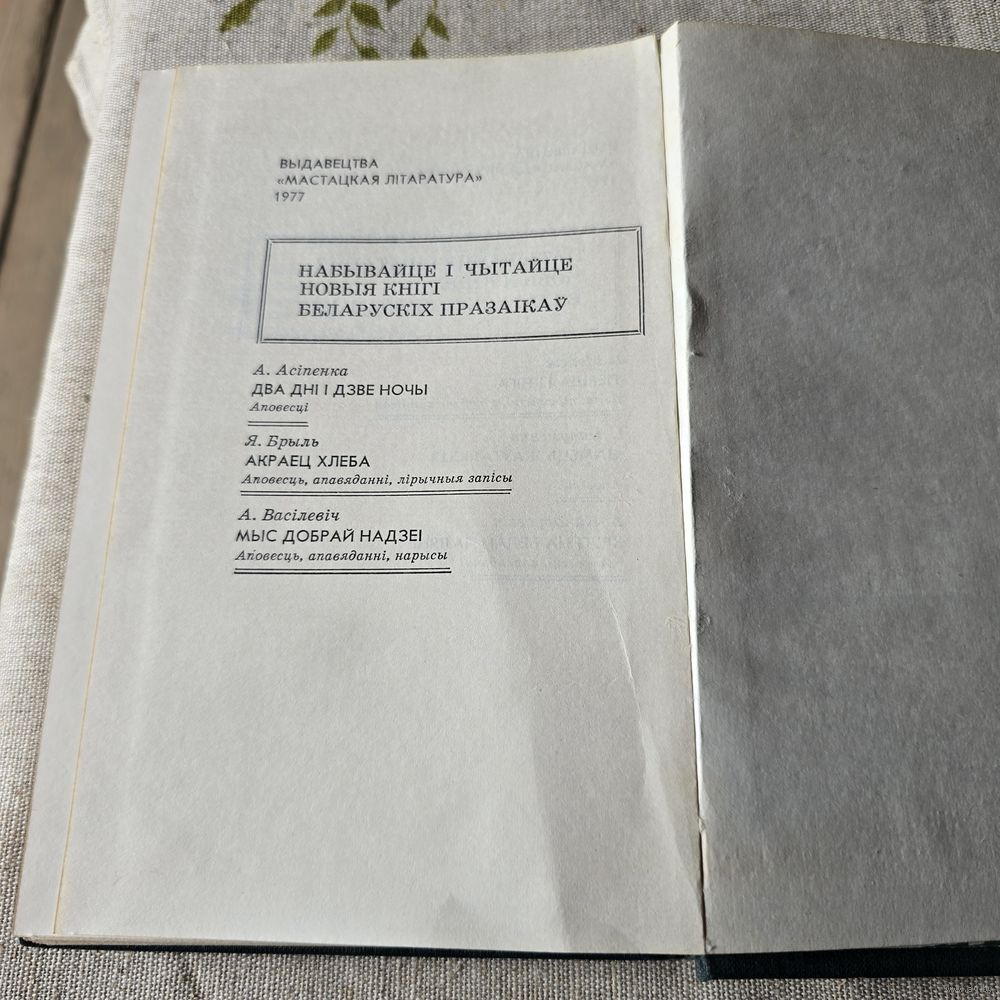 ВЫДАВЕЦТВА
«МАСТАЦКАЯ ЛІТАРАТУРА»
1977
НАБЫВАЙЦЕ І ЧЫТАЙЦЕ
НОВЫЯ КНІГІ
БЕЛАРУСКІХ ПРАЗАІКАЎ
А. Асіпенка
ДВА ДНІ І ДЗВЕ НОЧЫ
Аповесці
Я. Брыль
АКРАЕЦ ХЛЕБА
Аповесць, апавяданні, лірычныя запісы
А. Васілевіч
МЫС ДОБРАЙ НАДЗЕІ
Аповесць, апавяданні, нарысы